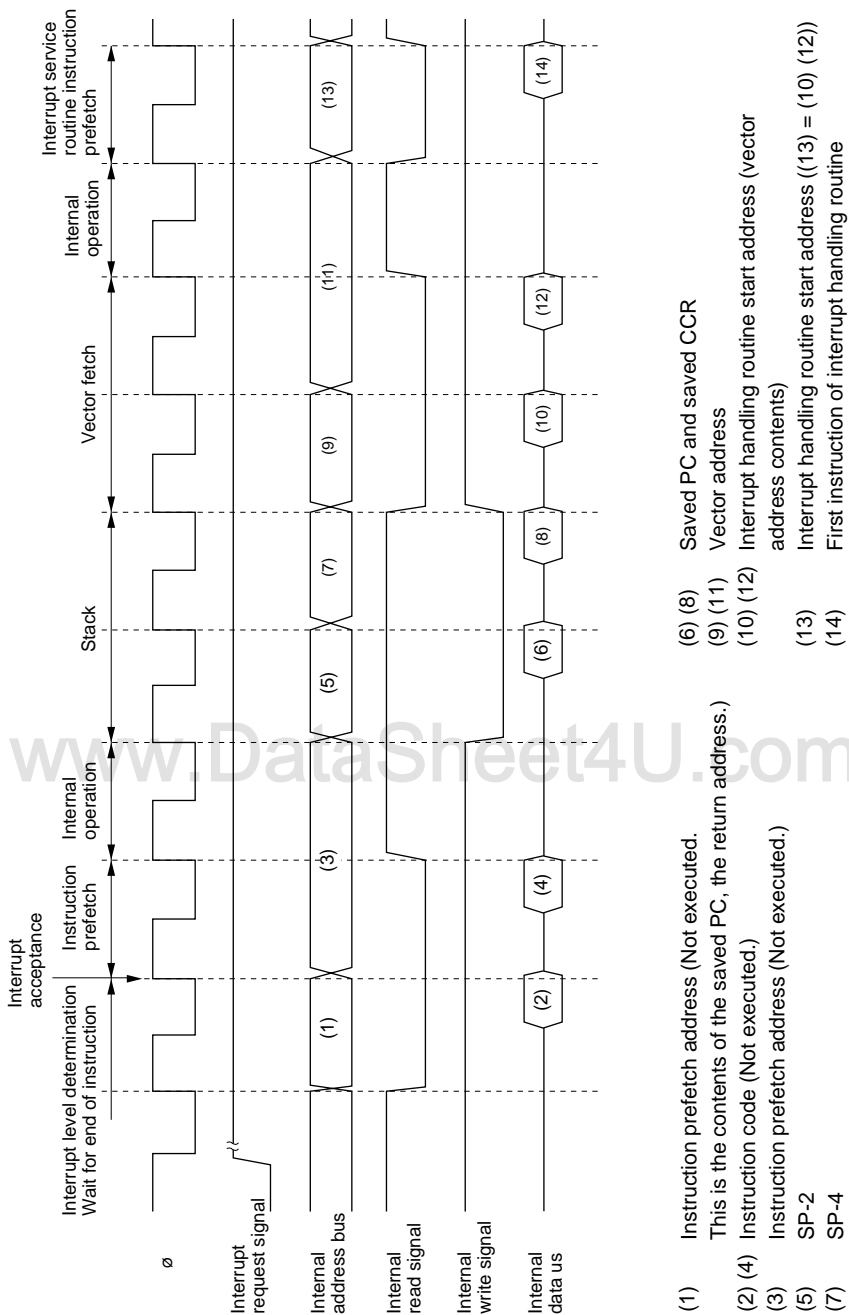 Interrupt
acceptance
Interrupt level determination
Wait for end of instruction
Instruction
prefetch
Internal
operation
Stack
Vector fetch
Internal
operation
Interrupt service
routine instruction
prefetch
ø
Interrupt
request signal
Internal
address bus
(1)
(3)
(5)
(7)
(9)
(11)
(13)
Internal
read signal
Internal
write signal
Internal
data us
(2)
(4)
(6)
(8)
(10)
(12)
(14)
(1) Instruction prefetch address (Not executed.
This is the contents of the saved PC, the return address.)
(2) (4) Instruction code (Not executed.)
(3) Instruction prefetch address (Not executed.)
(5) SP-2
(7) SP-4
(6) (8) Saved PC and saved CCR
(9) (11) Vector address
(10) (12) Interrupt handling routine start address (vector
address contents)
(13) Interrupt handling routine start address ((13) = (10) (12))
(14) First instruction of interrupt handling routine
www.DataSheet4U.com